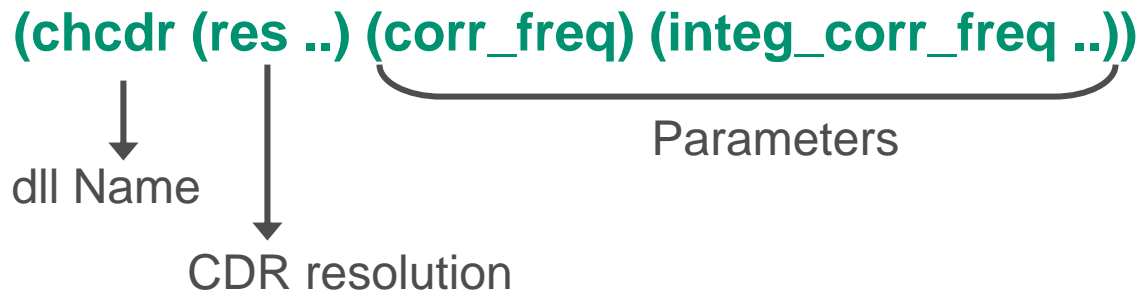 (chcdr (res ..) (corr_freq) (integ_corr_freq ..))
Parameters
dll Name
CDR resolution